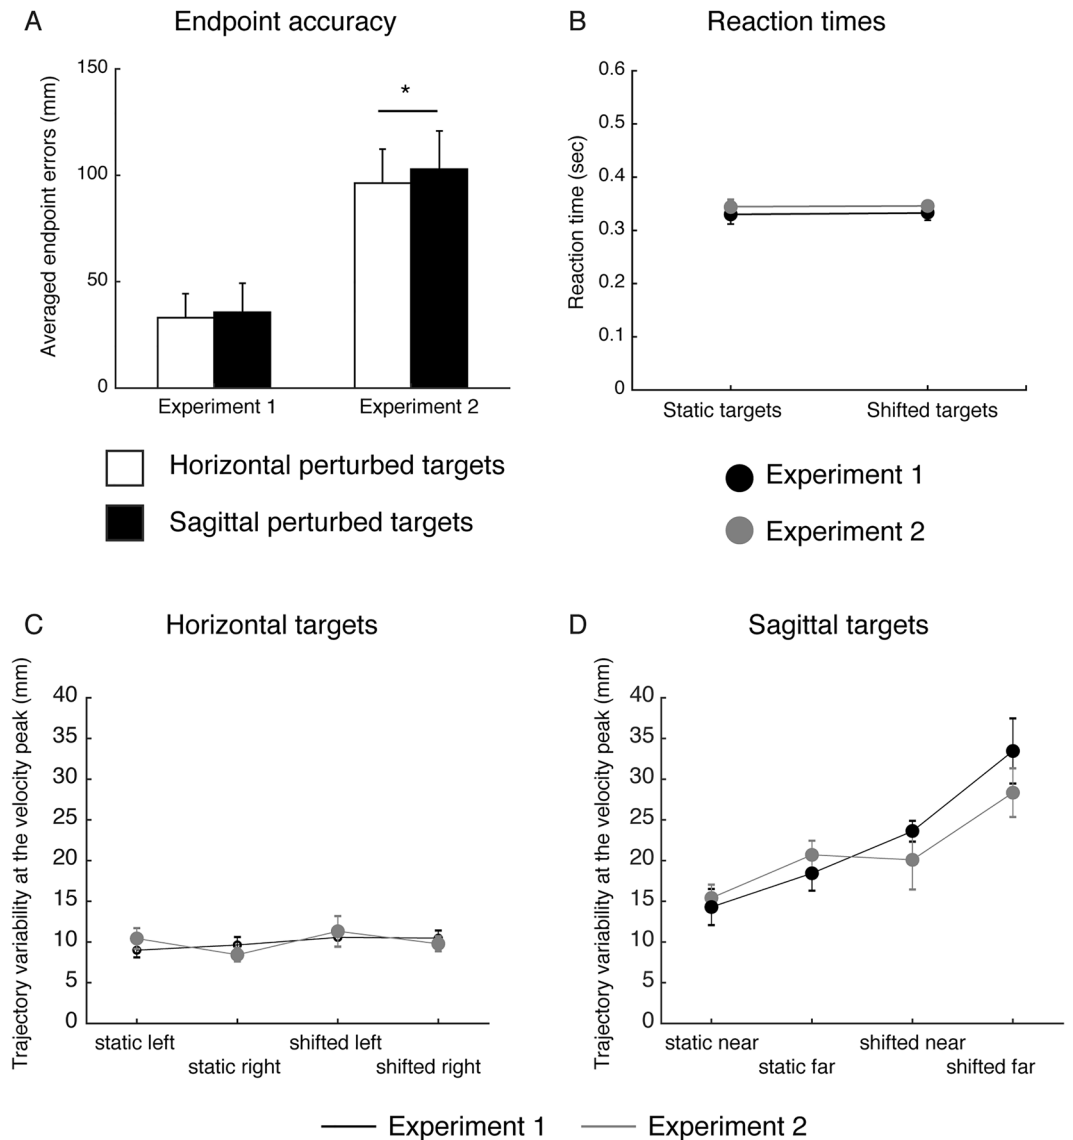 A
Endpoint accuracy
Averaged endpoint errors (mm)
150
100
50
0
*
Experiment 1
Experiment 2
Horizontal perturbed targets
Sagittal perturbed targets
B
Reaction times
Reaction time (sec)
0.6
0.5
0.4
0.3
0.2
0.1
0
Static targets
Shifted targets
Experiment 1
Experiment 2
C
Horizontal targets
Trajectory variability at the velocity peak (mm)
40
35
30
25
20
15
10
5
0
static left
static right
shifted left
shifted right
D
Sagittal targets
Trajectory variability at the velocity peak (mm)
40
35
30
25
20
15
10
5
0
static near
static far
shifted near
shifted far
Experiment 1
Experiment 2